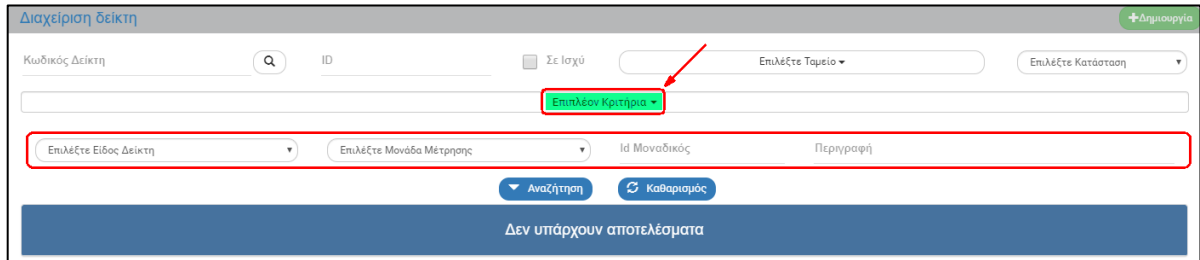 Διαχείριση δείκτη +Δημιουργία
Κωδικός Δείκτη ID Σε Ισχύ Επιλέξτε Ταμείο Επιλέξτε Κατάσταση
Επιπλέον Κριτήρια
Επιλέξτε Είδος Δείκτη Επιλέξτε Μονάδα Μέτρησης Id Μοναδικός Περιγραφή
Αναζήτηση Καθαρισμός
Δεν υπάρχουν αποτελέσματα